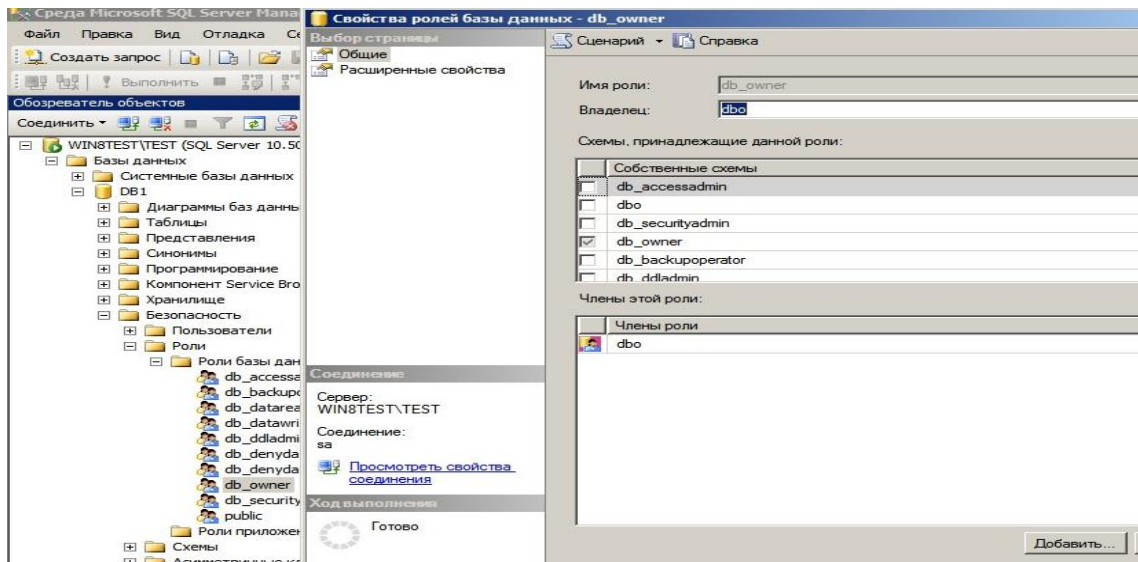 Среда Microsoft SQL Server Mana
Файл Правка Вид Отладка Се
Создать запрос
Выполнить
Обозреватель объектов
Соединить
WIN8TEST\TEST (SQL Server 10.50
Базы данных
Системные базы данных
DB1
Диаграммы баз данны
Таблицы
Представления
Синонимы
Программирование
Компонент Service Bro
Хранилище
Безопасность
Пользователи
Роли
Роли базы дан
db_accessa
db_backupo
db_datarea
db_datawri
db_ddladmi
db_denyda
db_denyda
db_owner
db_security
public
Роли приложен
Схемы
Свойства ролей базы данных - db_owner
Выбор страницы
Общие
Расширенные свойства
Соединение
Сервер:
WIN8TEST\TEST
Соединение:
sa
Просмотреть свойства
соединения
Ход выполнения
Готово
Сценарий Справка
Имя роли: db_owner
Владелец: dbo
Схемы, принадлежащие данной роли:
Собственные схемы
db_accessadmin
dbo
db_securityadmin
db_owner
db_backupoperator
db_ddladmin
Члены этой роли:
Члены роли
dbo
Добавить...